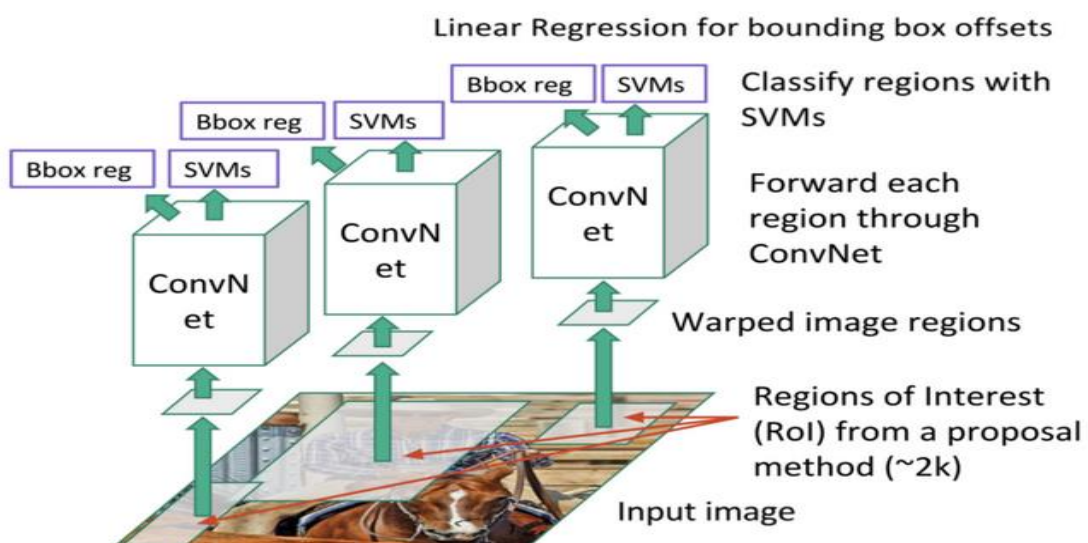 Linear Regression for bounding box offsets
Bbox reg
SVMs
Classify regions with
SVMs
Bbox reg
SVMs
Bbox reg
SVMs
Forward each
region through
ConvNet
ConvN
et
ConvN
et
ConvN
et
Warped image regions
Regions of Interest
(RoI) from a proposal
method (~2k)
Input image